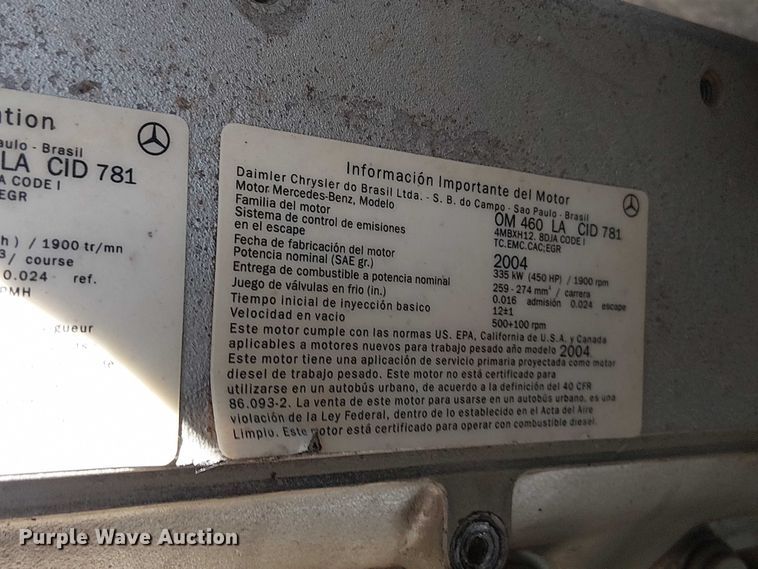 ation
Paulo - Brasil
LA CID 781
JA CODE I
;EGR
h) / 1900 tr/mn
3/ course
0.024 ref.
PMH
gueur
Información Importante del Motor
Daimler Chrysler do Brasil Ltda. - S. B. do Campo - Sao Paulo - Brasil
Motor Mercedes-Benz, Modelo OM 460 LA CID 781
Familia del motor 4MBXH12. 8DJA CODE I
Sistema de control de emisiones en el escape TC.EMC.CAC;EGR
Fecha de fabricación del motor 2004
Potencia nominal (SAE gr.) 335 kW (450 HP) / 1900 rpm
Entrega de combustible a potencia nominal 259 - 274 mm³ / carrera
Juego de válvulas en frio (in.) 0.016 admisión 0.024 escape
Tiempo inicial de inyección basico 12±1
Velocidad en vacio 500+100 rpm
Este motor cumple con las normas US. EPA, California de U.S.A. y Canada
aplicables a motores nuevos para trabajo pesado año modelo 2004
Este motor tiene una aplicación de servicio primaria proyectada como motor
diesel de trabajo pesado. Este motor no está certificado para
utilizarse en un autobús urbano, de acuerdo a la definición del 40 CFR
86.093-2. La venta de este motor para usarse en un autobús urbano, es una
violación de la Ley Federal, dentro de lo establecido en el Acta del Aire
Limpio. Este motor está certificado para operar con combustible diesel.
Purple Wave Auction